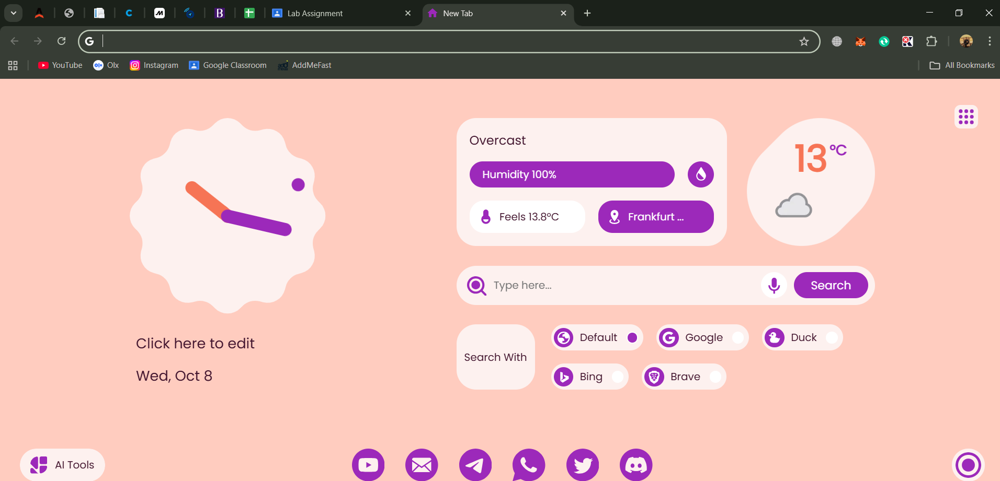 Lab Assignment
New Tab
YouTube
Olx
Instagram
Google Classroom
AddMeFast
All Bookmarks
Overcast
13 °C
Humidity 100%
Feels 13.8°C
Frankfurt ...
Type here...
Search
Search With
Default
Google
Duck
Bing
Brave
Click here to edit
Wed, Oct 8
AI Tools